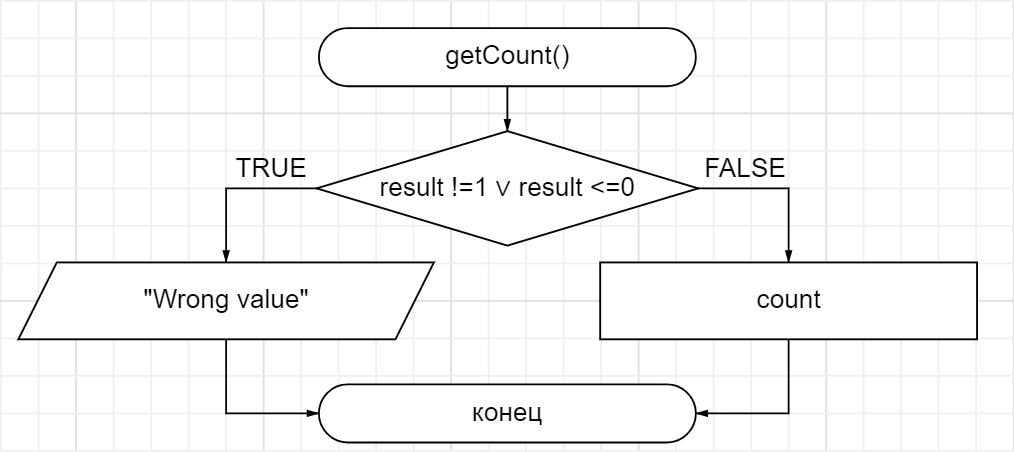 getCount()
TRUE
FALSE
result !=1 ∨ result <=0
"Wrong value"
count
конец